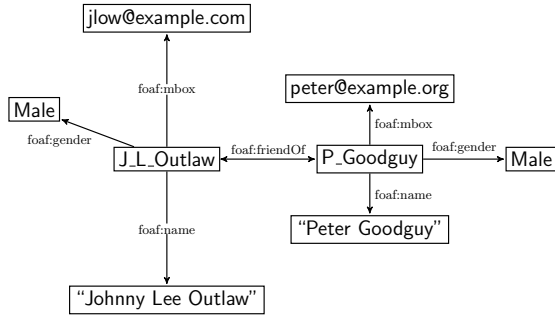 jlow@example.com
foaf:mbox
peter@example.org
Male
foaf:gender
foaf:mbox
J_L_Outlaw
foaf:friendOf
P_Goodguy
foaf:gender
Male
foaf:name
“Peter Goodguy”
foaf:name
“Johnny Lee Outlaw”